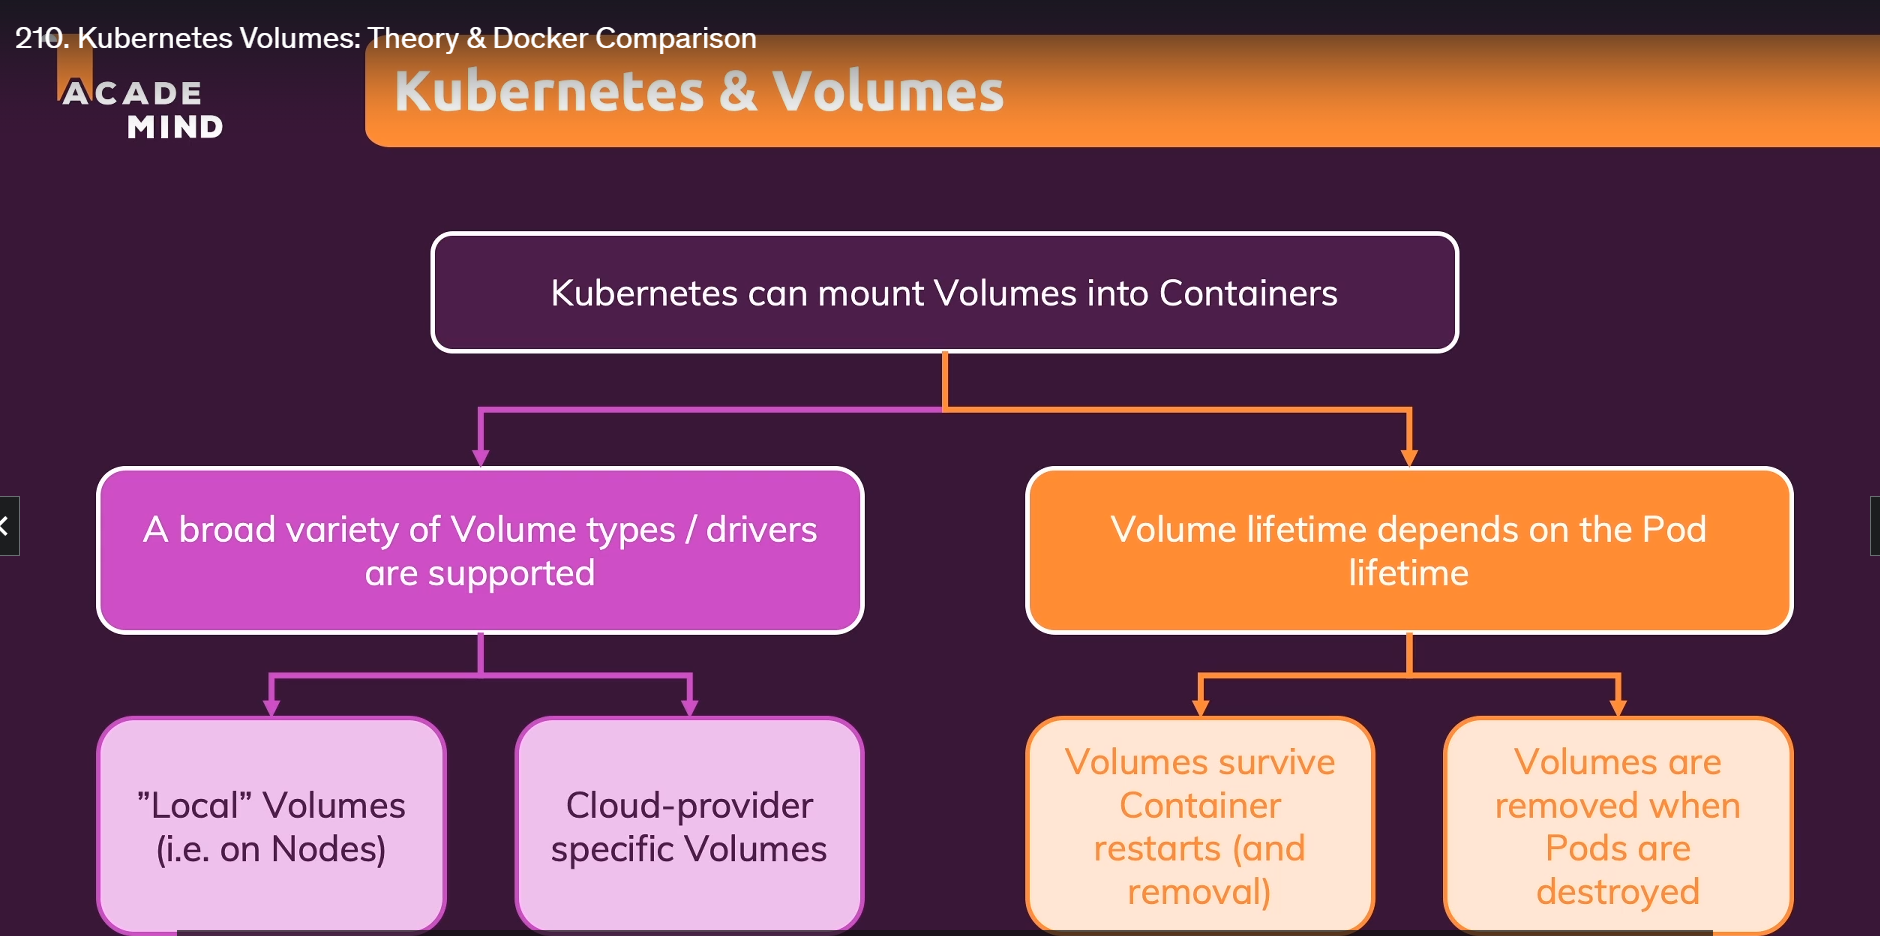 210. Kubernetes Volumes: Theory & Docker Comparison
ACADE
MIND
Kubernetes & Volumes
Kubernetes can mount Volumes into Containers
A broad variety of Volume types / drivers
are supported
Volume lifetime depends on the Pod
lifetime
”Local” Volumes
(i.e. on Nodes)
Cloud-provider
specific Volumes
Volumes survive
Container
restarts (and
removal)
Volumes are
removed when
Pods are
destroyed